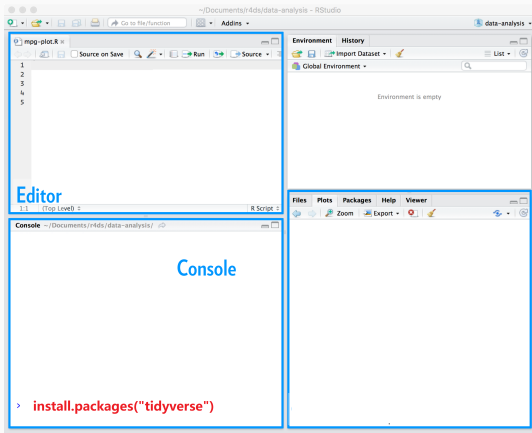 ~/Documents/r4ds/data-analysis - RStudio
Go to file/function Addins data-analysis
mpg-plot.R
Source on Save Run Source
1
2
3
4
5
Editor
1:1 (Top Level) R Script
Console ~/Documents/r4ds/data-analysis/
Console
> install.packages("tidyverse")
Environment History
Import Dataset List
Global Environment
Environment is empty
Files Plots Packages Help Viewer
Zoom Export